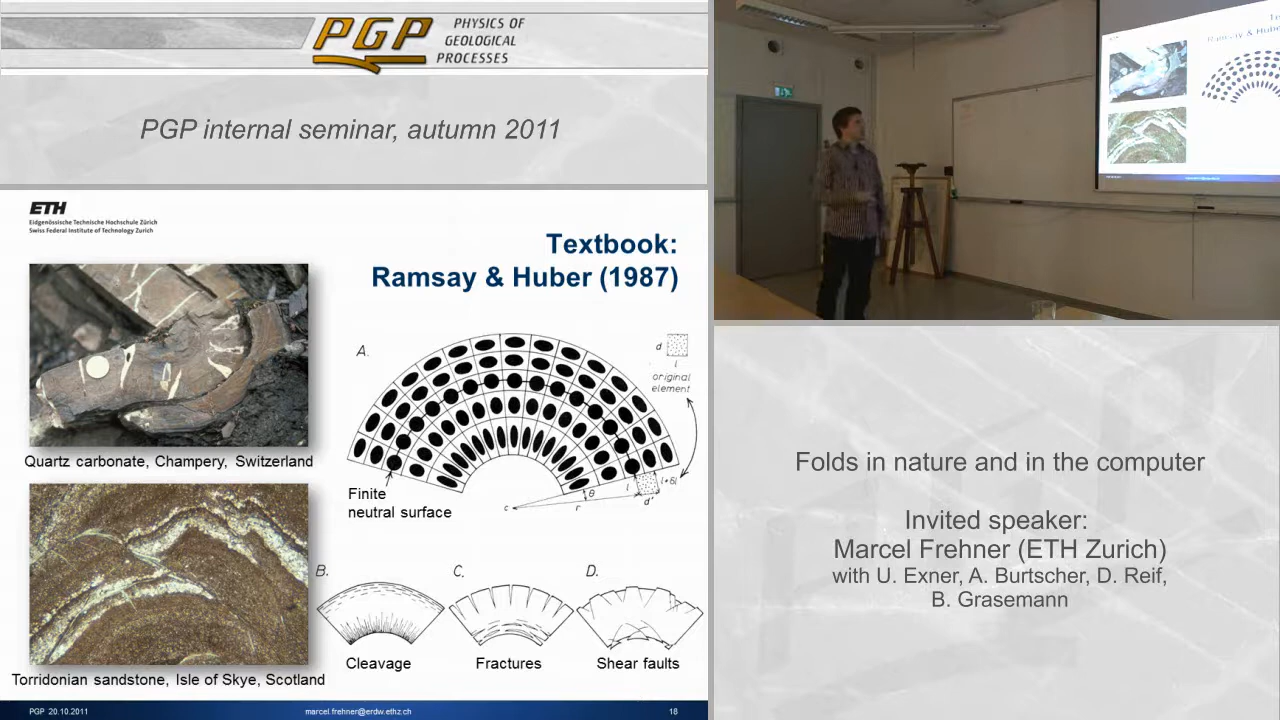 PGP
PHYSICS OF
GEOLOGICAL
PROCESSES
PGP internal seminar, autumn 2011
ETH
Eidgenössische Technische Hochschule Zürich
Swiss Federal Institute of Technology Zurich
Textbook:
Ramsay & Huber (1987)
A.
d
l
original
element
Quartz carbonate, Champery, Switzerland
Finite
neutral surface
c
r
θ
l
d'
l+δl
B.
C.
D.
Cleavage
Fractures
Shear faults
Torridonian sandstone, Isle of Skye, Scotland
PGP 20.10.2011
marcel.frehner@erdw.ethz.ch
18
Folds in nature and in the computer
Invited speaker:
Marcel Frehner (ETH Zurich)
with U. Exner, A. Burtscher, D. Reif,
B. Grasemann